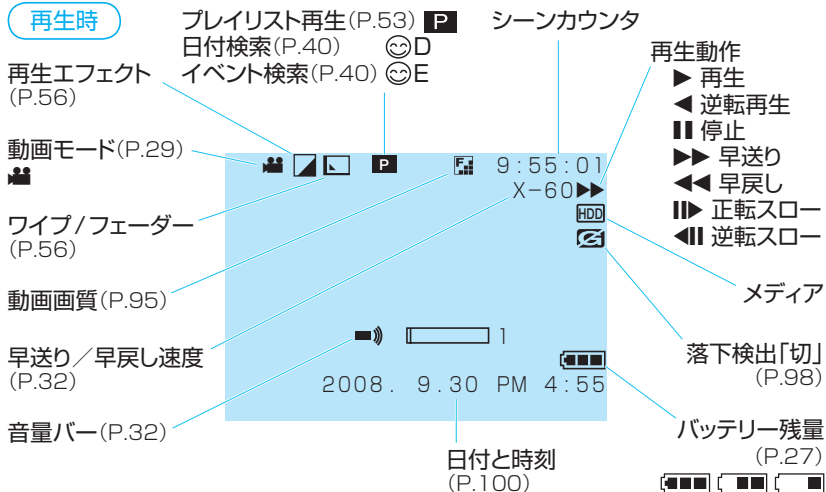 再生時
プレイリスト再生(P.53) P
日付検索(P.40) D
イベント検索(P.40) E
シーンカウンタ
再生動作
▶ 再生
◀ 逆転再生
❚❚ 停止
▶▶ 早送り
◀◀ 早戻し
❚❚▶ 正転スロー
◀❚❚ 逆転スロー
再生エフェクト
(P.56)
動画モード(P.29)
ワイプ/フェーダー
(P.56)
動画画質(P.95)
早送り/早戻し速度
(P.32)
音量バー(P.32)
P
F
9:55:01
X-60▶▶
HDD
1
2008. 9.30 PM 4:55
メディア
落下検出「切」
(P.98)
バッテリー残量
(P.27)
日付と時刻
(P.100)